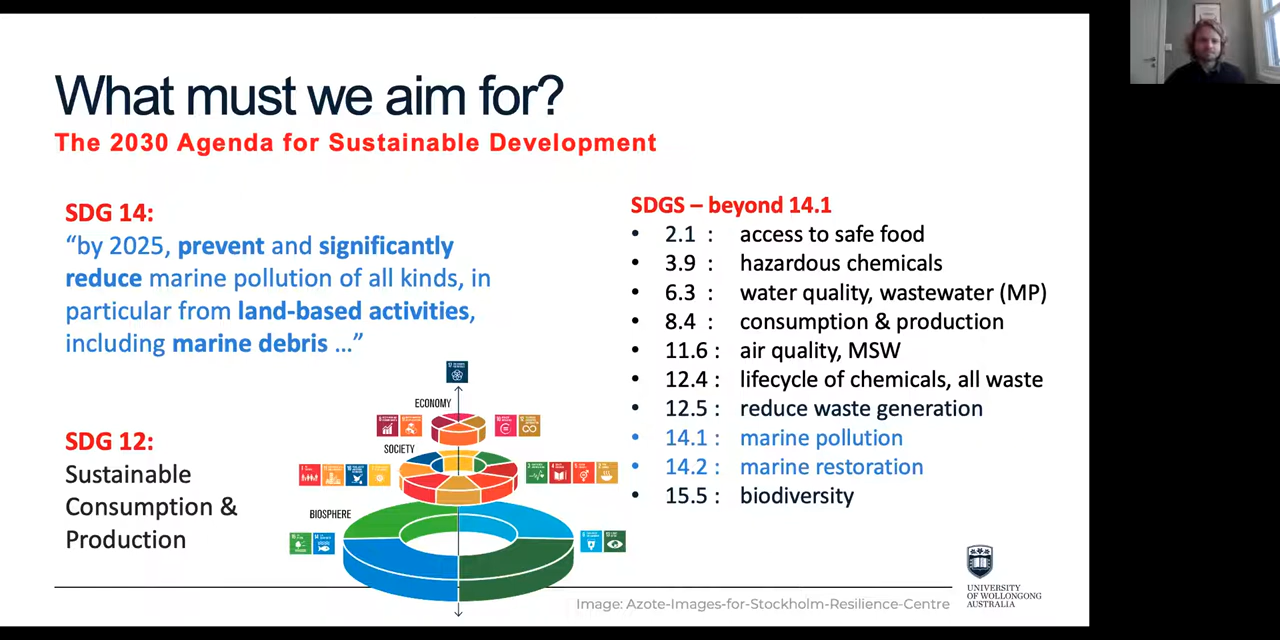 What must we aim for?
The 2030 Agenda for Sustainable Development
SDG 14:
“by 2025, prevent and significantly
reduce marine pollution of all kinds, in
particular from land-based activities,
including marine debris …”
SDG 12:
Sustainable
Consumption &
Production
ECONOMY
SOCIETY
BIOSPHERE
SDGS – beyond 14.1
• 2.1 : access to safe food
• 3.9 : hazardous chemicals
• 6.3 : water quality, wastewater (MP)
• 8.4 : consumption & production
• 11.6 : air quality, MSW
• 12.4 : lifecycle of chemicals, all waste
• 12.5 : reduce waste generation
• 14.1 : marine pollution
• 14.2 : marine restoration
• 15.5 : biodiversity
Image: Azote-Images-for-Stockholm-Resilience-Centre
UNIVERSITY
OF WOLLONGONG
AUSTRALIA